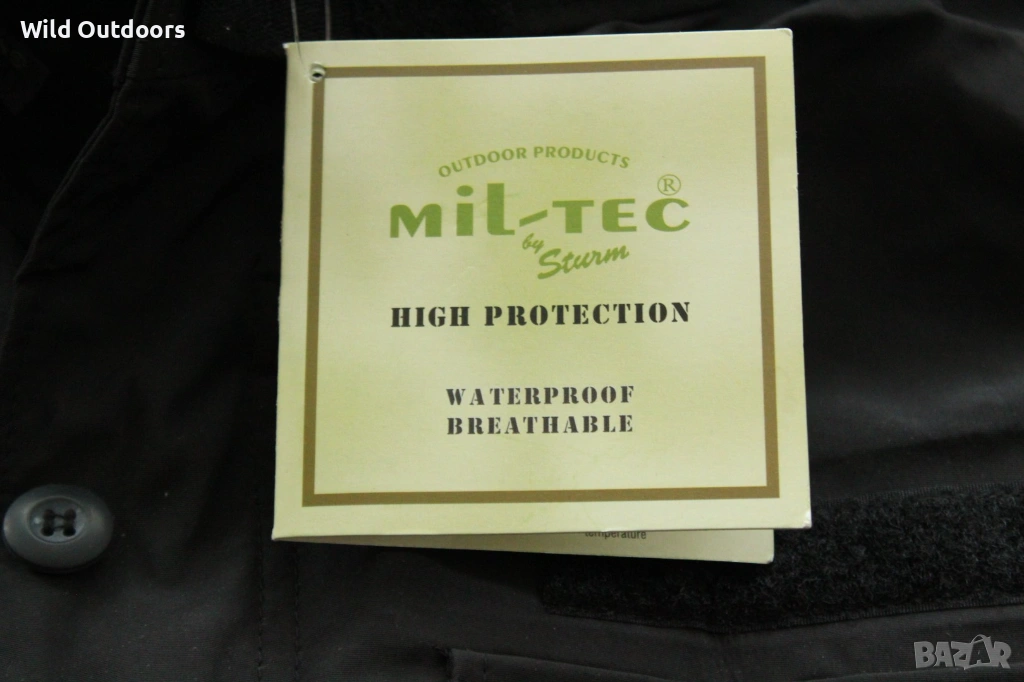 Wild Outdoors
OUTDOOR PRODUCTS
MiL-TEC ®
by Sturm
HIGH PROTECTION
WATERPROOF
BREATHABLE
temperature
BAZAR